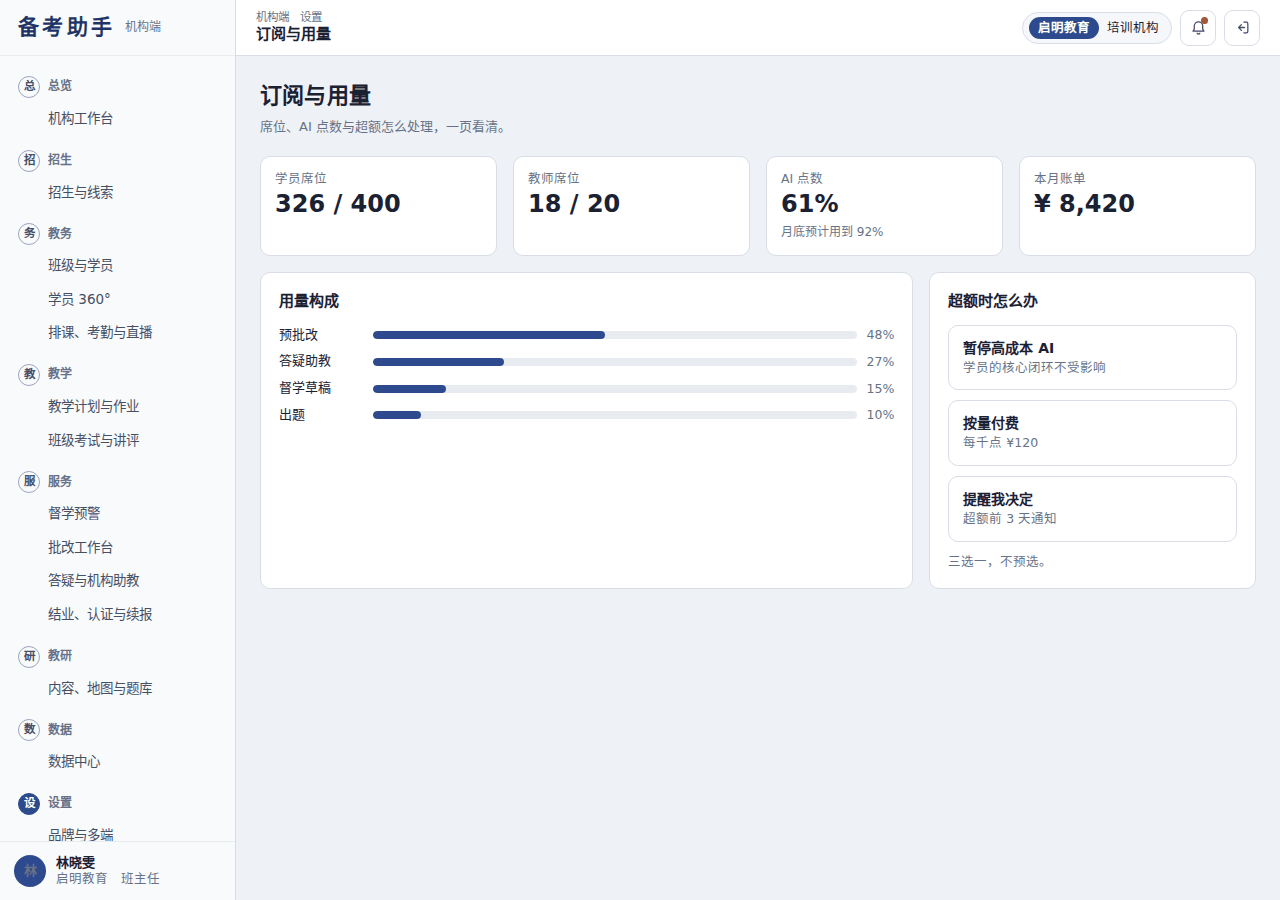 备考助手 机构端
总 总览
机构工作台
招 招生
招生与线索
务 教务
班级与学员
学员 360°
排课、考勤与直播
教 教学
教学计划与作业
班级考试与讲评
服 服务
督学预警
批改工作台
答疑与机构助教
结业、认证与续报
研 教研
内容、地图与题库
数 数据
数据中心
设 设置
品牌与多端
林 林晓雯
启明教育 班主任
机构端 设置
订阅与用量
启明教育 培训机构
订阅与用量
席位、AI 点数与超额怎么处理，一页看清。
学员席位
326 / 400
教师席位
18 / 20
AI 点数
61%
月底预计用到 92%
本月账单
¥ 8,420
用量构成
预批改 48%
答疑助教 27%
督学草稿 15%
出题 10%
超额时怎么办
暂停高成本 AI
学员的核心闭环不受影响
按量付费
每千点 ¥120
提醒我决定
超额前 3 天通知
三选一，不预选。